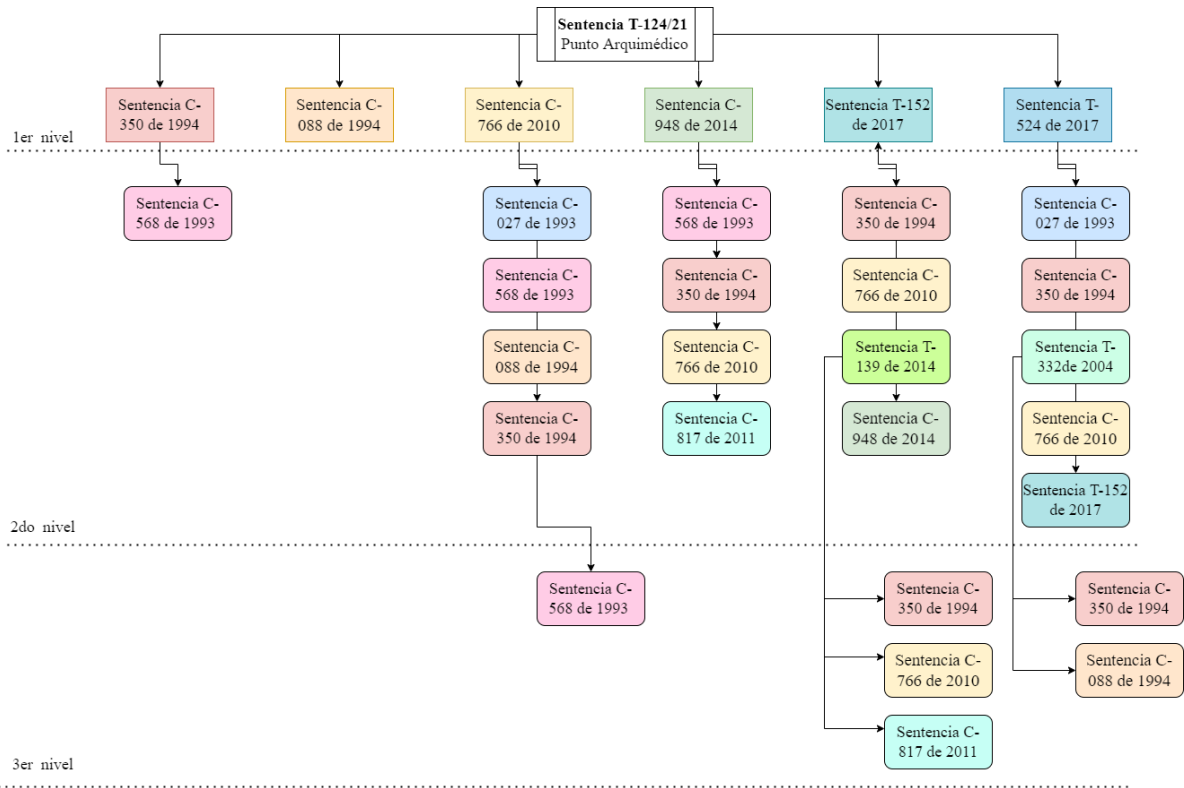 Sentencia T-124/21
Punto Arquimédico
Sentencia C-
350 de 1994
Sentencia C-
088 de 1994
Sentencia C-
766 de 2010
Sentencia C-
948 de 2014
Sentencia T-152
de 2017
Sentencia T-
524 de 2017
1er nivel
Sentencia C-
568 de 1993
Sentencia C-
027 de 1993
Sentencia C-
568 de 1993
Sentencia C-
088 de 1994
Sentencia C-
350 de 1994
Sentencia C-
568 de 1993
Sentencia C-
350 de 1994
Sentencia C-
766 de 2010
Sentencia C-
817 de 2011
Sentencia C-
350 de 1994
Sentencia C-
766 de 2010
Sentencia T-
139 de 2014
Sentencia C-
948 de 2014
Sentencia C-
027 de 1993
Sentencia C-
350 de 1994
Sentencia T-
332de 2004
Sentencia C-
766 de 2010
Sentencia T-152
de 2017
2do nivel
Sentencia C-
568 de 1993
Sentencia C-
350 de 1994
Sentencia C-
766 de 2010
Sentencia C-
817 de 2011
Sentencia C-
350 de 1994
Sentencia C-
088 de 1994
3er nivel